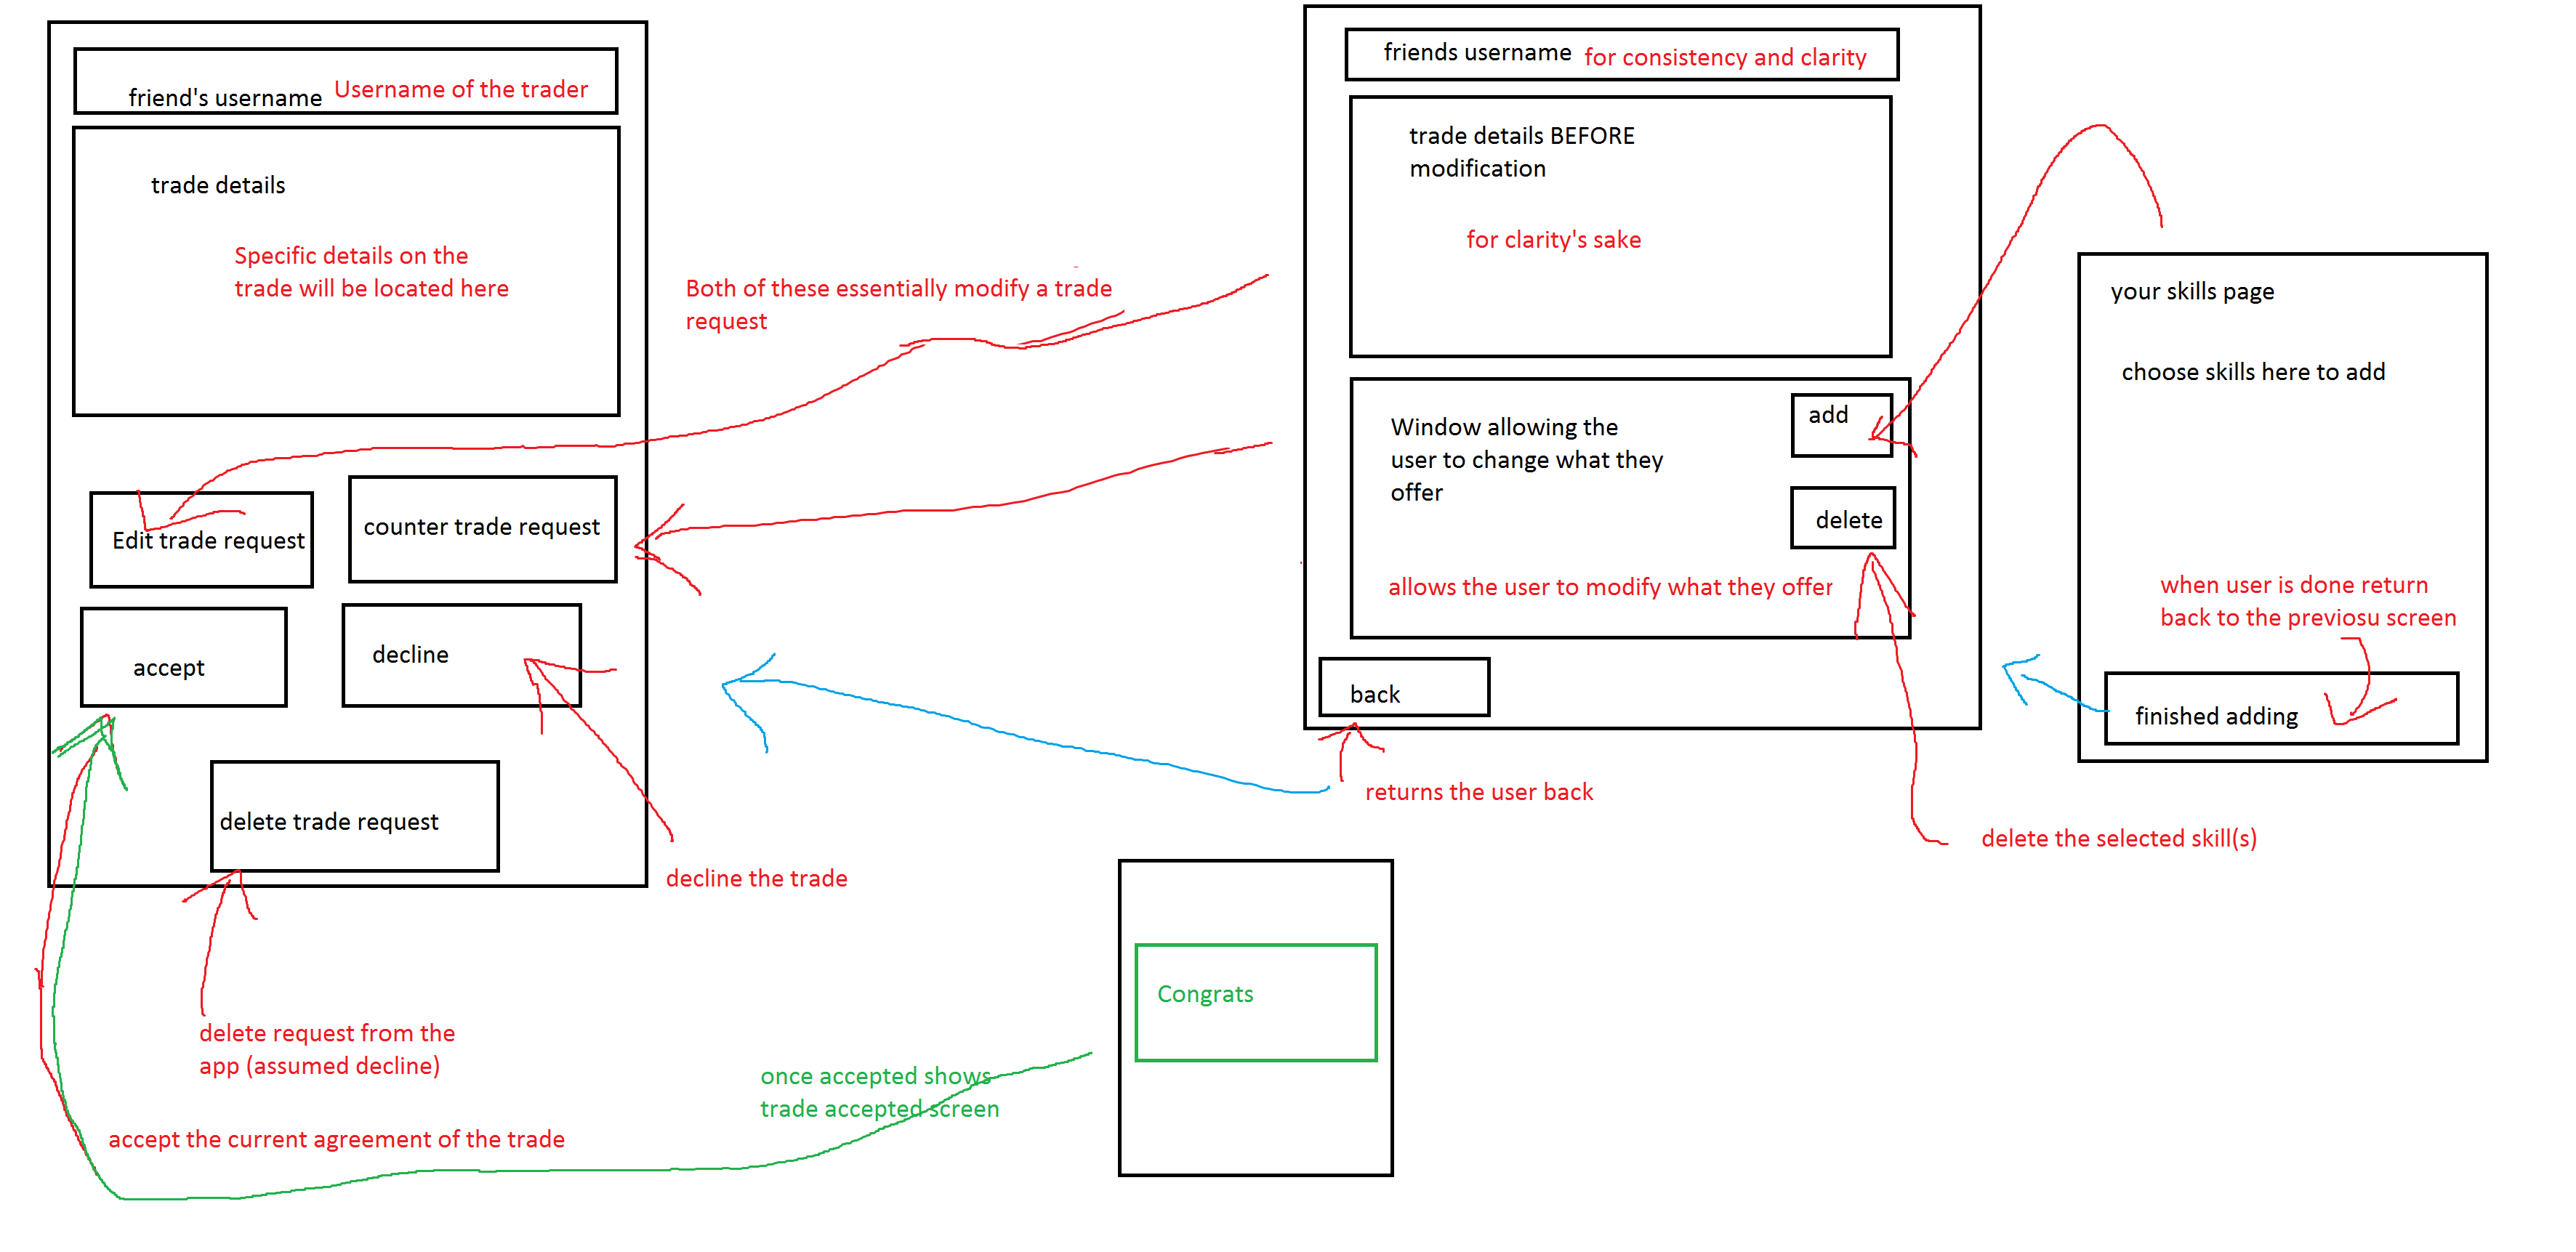 friend's username
Username of the trader
trade details
Specific details on the
trade will be located here
Edit trade request
counter trade request
accept
decline
delete trade request
decline the trade
delete request from the
app (assumed decline)
accept the current agreement of the trade
Both of these essentially modify a trade
request
friends username
for consistency and clarity
trade details BEFORE
modification
for clarity's sake
Window allowing the
user to change what they
offer
add
delete
allows the user to modify what they offer
back
returns the user back
delete the selected skill(s)
your skills page
choose skills here to add
when user is done return
back to the previosu screen
finished adding
Congrats
once accepted shows
trade accepted screen